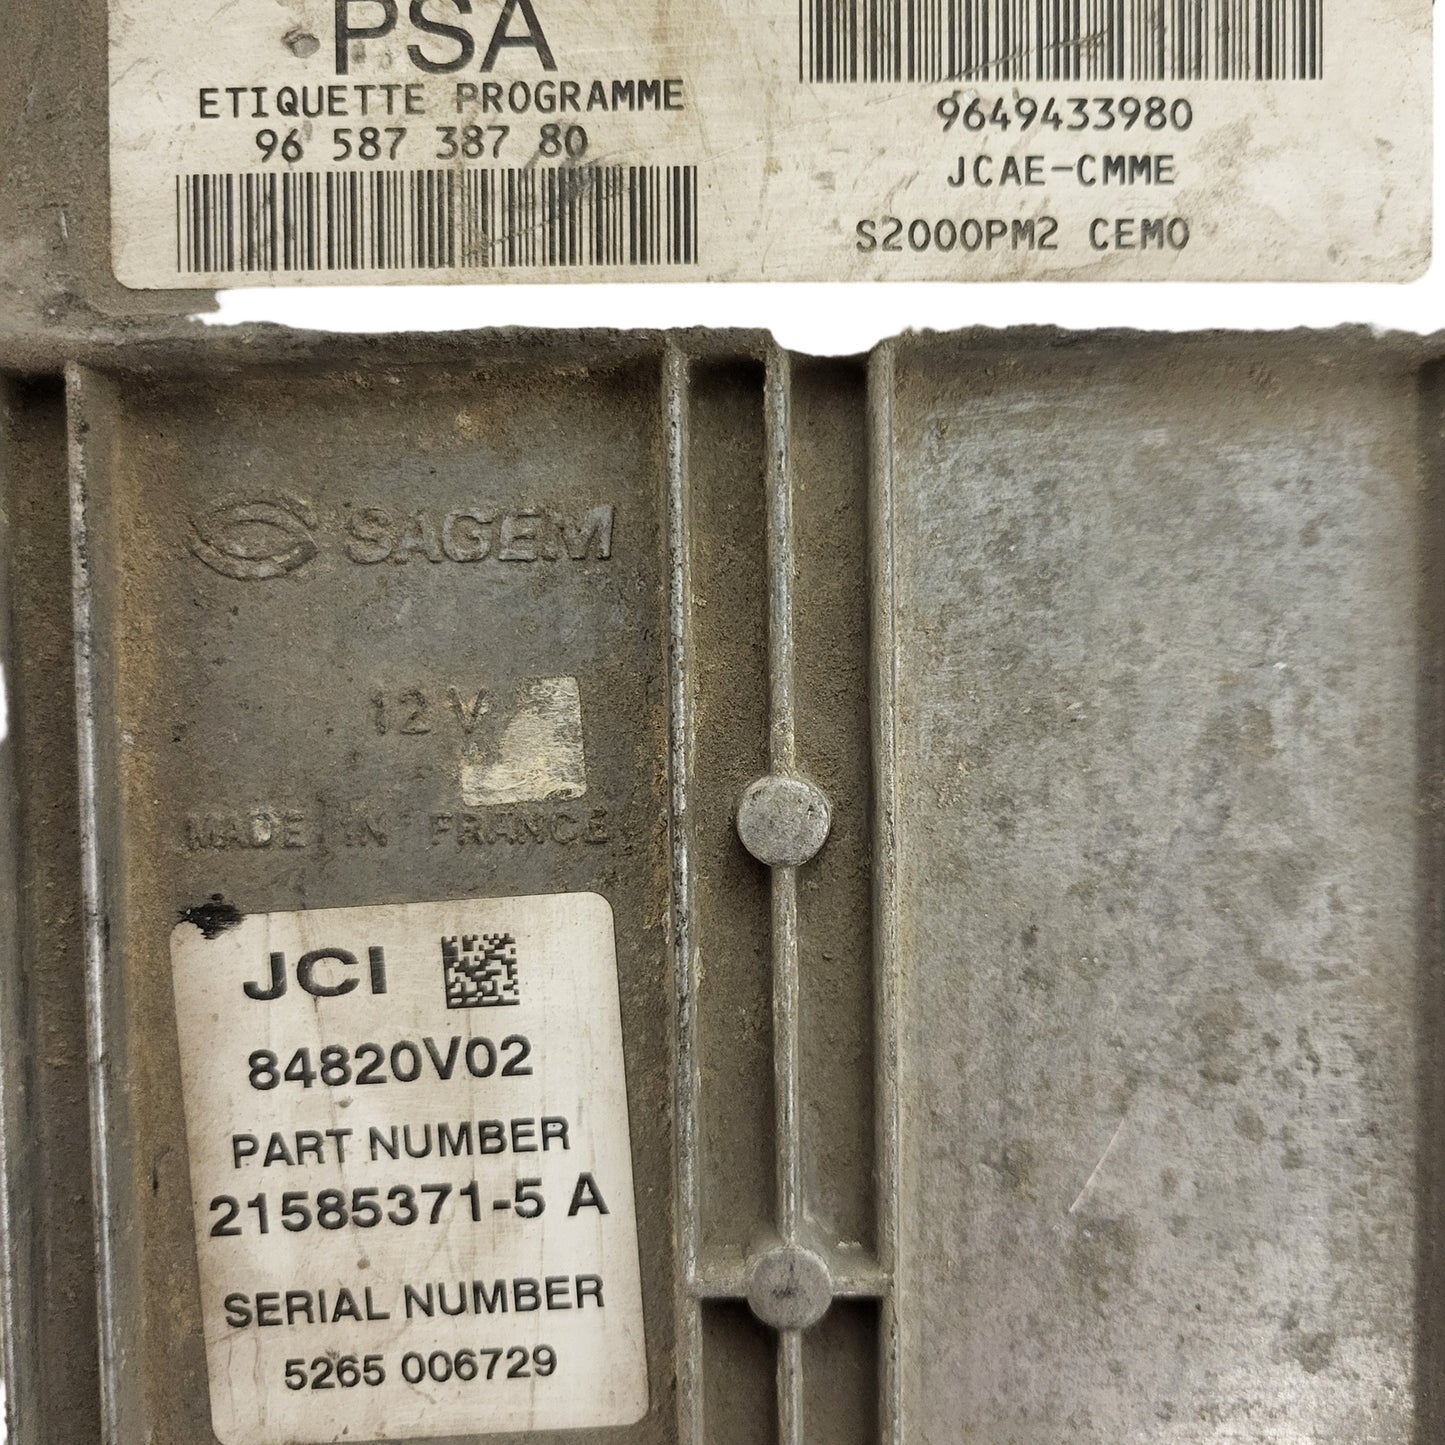 PSA
ETIQUETTE PROGRAMME
96 587 387 80
9649433980
JCAE-CMME
S2000PM2 CEMO
SAGEM
12 V
MADE IN FRANCE
JCI
84820V02
PART NUMBER
21585371-5 A
SERIAL NUMBER
5265 006729